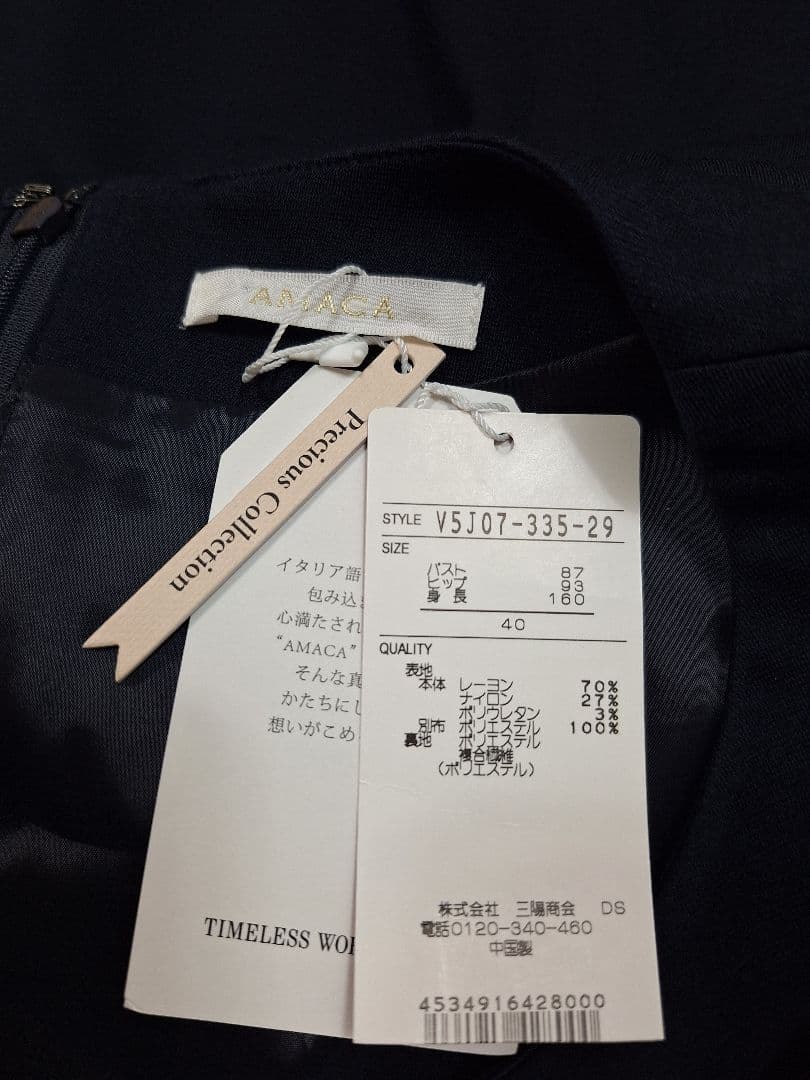 AMACA
Precious Collection
イタリア語
包み込
心満たされ
"AMACA"
そんな真
かたちにし
想いがこめ
TIMELESS WO
STYLE V5J07-335-29
SIZE
バスト 87
ヒップ 93
身長 160
40
QUALITY
表地
本体 レーヨン 70%
ナイロン 27%
ポリウレタン 3%
別布 ポリエステル 100%
裏地 ポリエステル
複合繊維
(ポリエステル)
株式会社 三陽商会 DS
電話0120-340-460
中国製
4534916428000